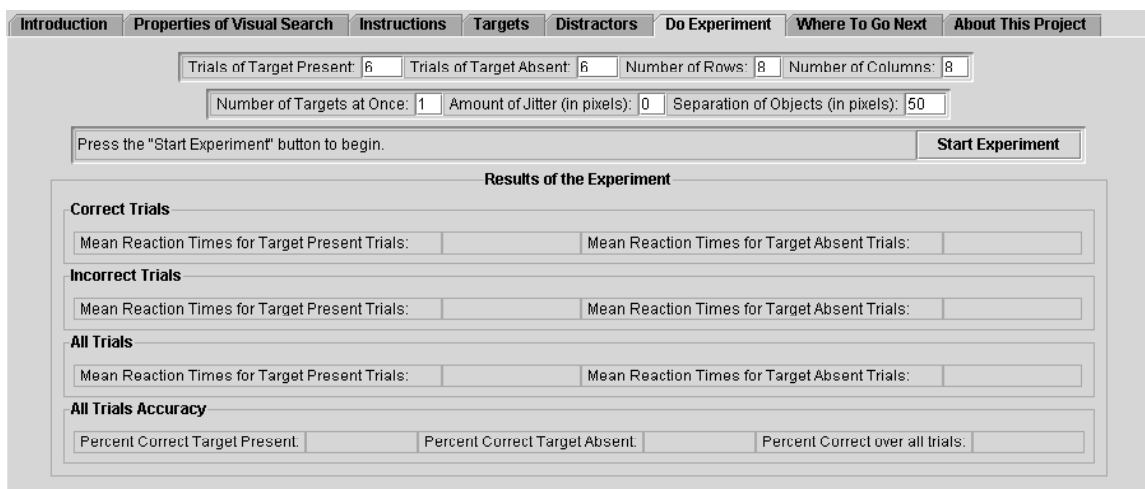 Introduction Properties of Visual Search Instructions Targets Distractors Do Experiment Where To Go Next About This Project
Trials of Target Present: 6 Trials of Target Absent: 6 Number of Rows: 8 Number of Columns: 8
Number of Targets at Once: 1 Amount of Jitter (in pixels): 0 Separation of Objects (in pixels): 50
Press the "Start Experiment" button to begin. Start Experiment
Results of the Experiment
Correct Trials
Mean Reaction Times for Target Present Trials: Mean Reaction Times for Target Absent Trials:
Incorrect Trials
Mean Reaction Times for Target Present Trials: Mean Reaction Times for Target Absent Trials:
All Trials
Mean Reaction Times for Target Present Trials: Mean Reaction Times for Target Absent Trials:
All Trials Accuracy
Percent Correct Target Present: Percent Correct Target Absent: Percent Correct over all trials: